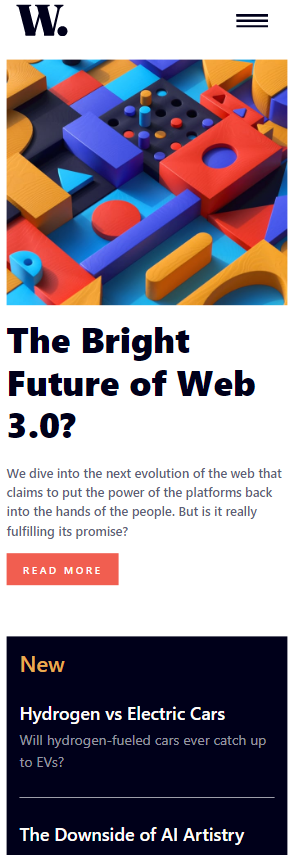 W.
The Bright
Future of Web
3.0?
We dive into the next evolution of the web that
claims to put the power of the platforms back
into the hands of the people. But is it really
fulfilling its promise?
READ MORE
New
Hydrogen vs Electric Cars
Will hydrogen-fueled cars ever catch up
to EVs?
The Downside of AI Artistry